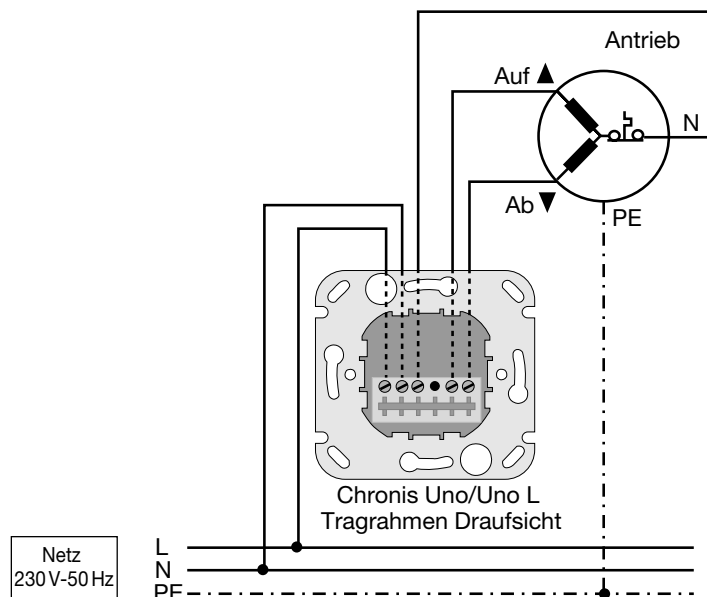 Antrieb
Auf
N
Ab
PE
Chronis Uno/Uno L
Tragrahmen Draufsicht
Netz
230 V-50 Hz
L
N
PE